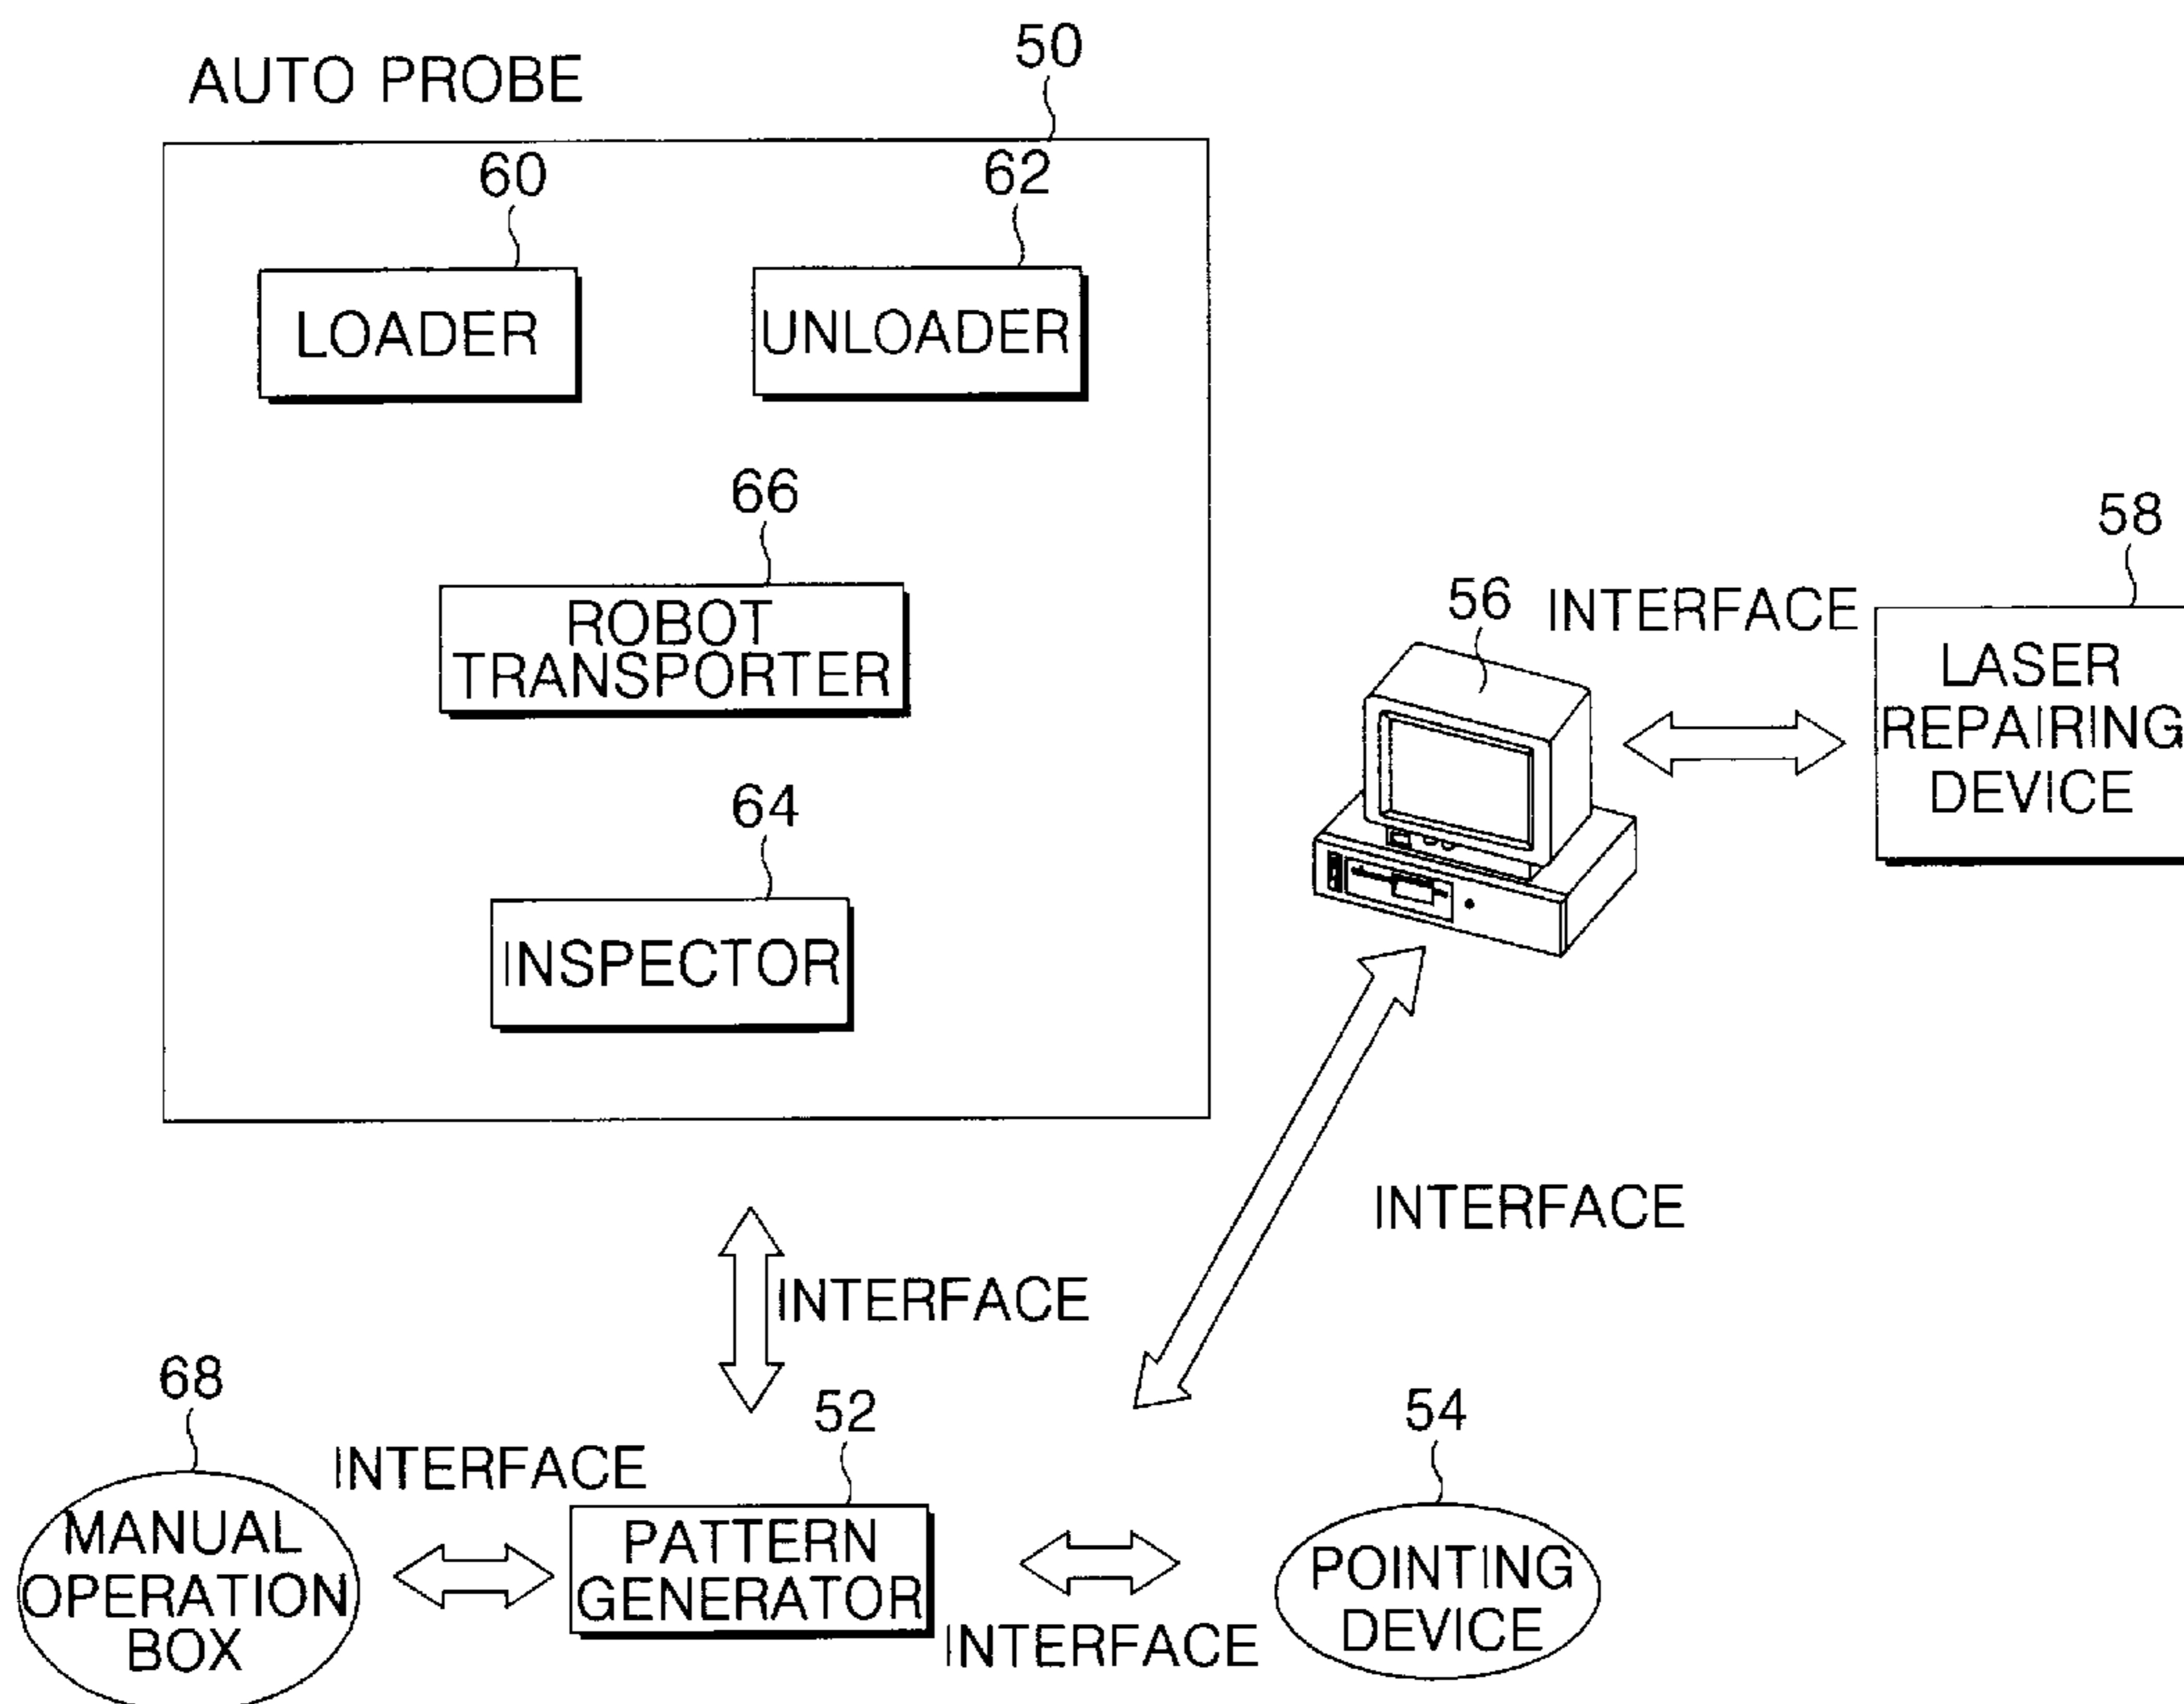 AUTO PROBE
50
60
62
LOADER
UNLOADER
66
ROBOT
TRANSPORTER
64
INSPECTOR
56
INTERFACE
58
LASER
REPAIRING
DEVICE
INTERFACE
INTERFACE
68
MANUAL
OPERATION
BOX
INTERFACE
52
PATTERN
GENERATOR
INTERFACE
54
POINTING
DEVICE